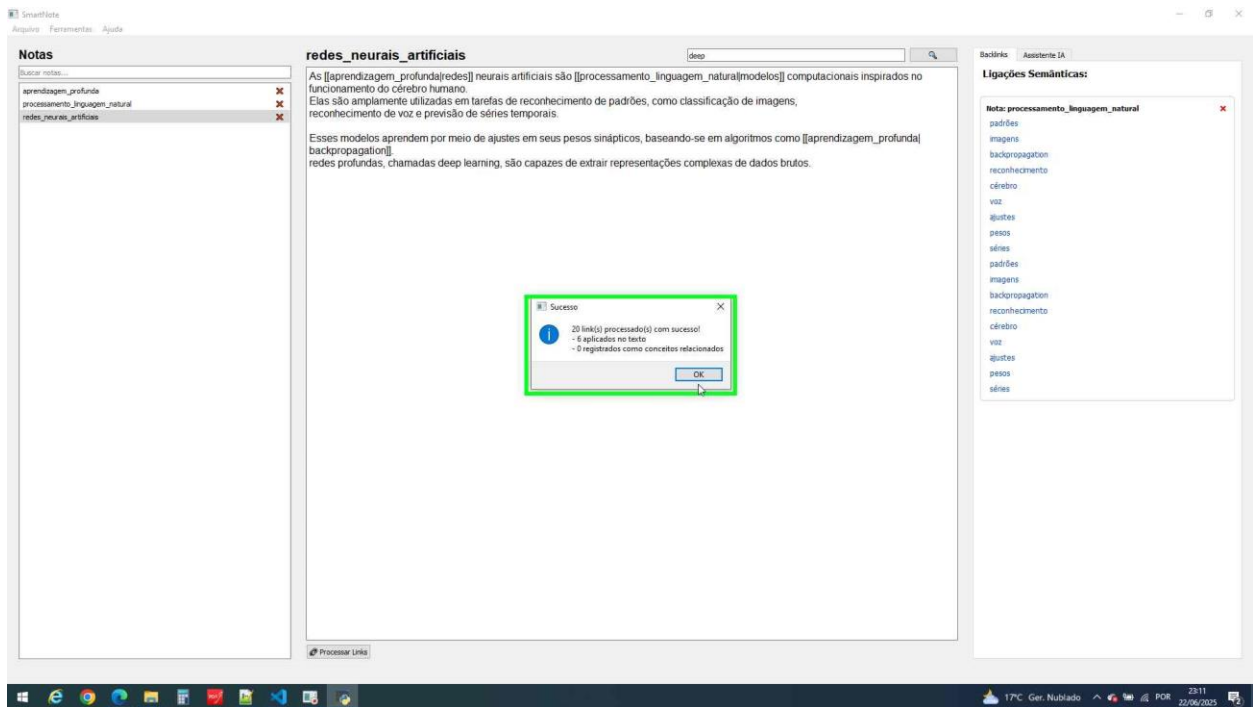 SmartNote
Arquivo Ferramentas Ajuda
Notas
Buscar notas...
aprendizagem_profunda
processamento_linguagem_natural
redes_neurais_artificiais
redes_neurais_artificiais
deep
As [[aprendizagem_profunda|redes]] neurais artificiais são [[processamento_linguagem_natural|modelos]] computacionais inspirados no
funcionamento do cérebro humano.
Elas são amplamente utilizadas em tarefas de reconhecimento de padrões, como classificação de imagens,
reconhecimento de voz e previsão de séries temporais.
Esses modelos aprendem por meio de ajustes em seus pesos sinápticos, baseando-se em algoritmos como [[aprendizagem_profunda|
backpropagation]].
redes profundas, chamadas deep learning, são capazes de extrair representações complexas de dados brutos.
Sucesso
20 link(s) processado(s) com sucesso!
- 6 aplicados no texto
- 0 registrados como conceitos relacionados
OK
Processar Links
Backlinks Assistente IA
Ligações Semânticas:
Nota: processamento_linguagem_natural
padrões
imagens
backpropagation
reconhecimento
cérebro
voz
ajustes
pesos
séries
padrões
imagens
backpropagation
reconhecimento
cérebro
voz
ajustes
pesos
séries
17°C Ger. Nublado
POR
23:11
22/06/2025